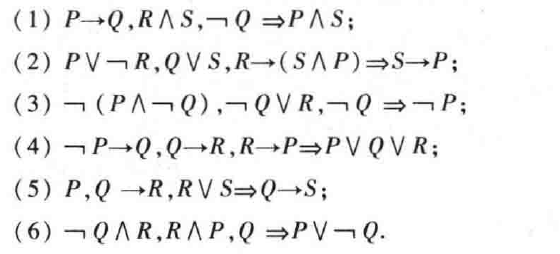 (1) P→Q,R∧S,¬Q⇒P∧S;
(2) P∨¬R,Q∨S,R→(S∧P)⇒S→P;
(3) ¬(P∧¬Q),¬Q∨R,¬Q⇒¬P;
(4) ¬P→Q,Q→R,R→P⇒P∨Q∨R;
(5) P,Q→R,R∨S⇒Q→S;
(6) ¬Q∧R,R∧P,Q⇒P∨¬Q.